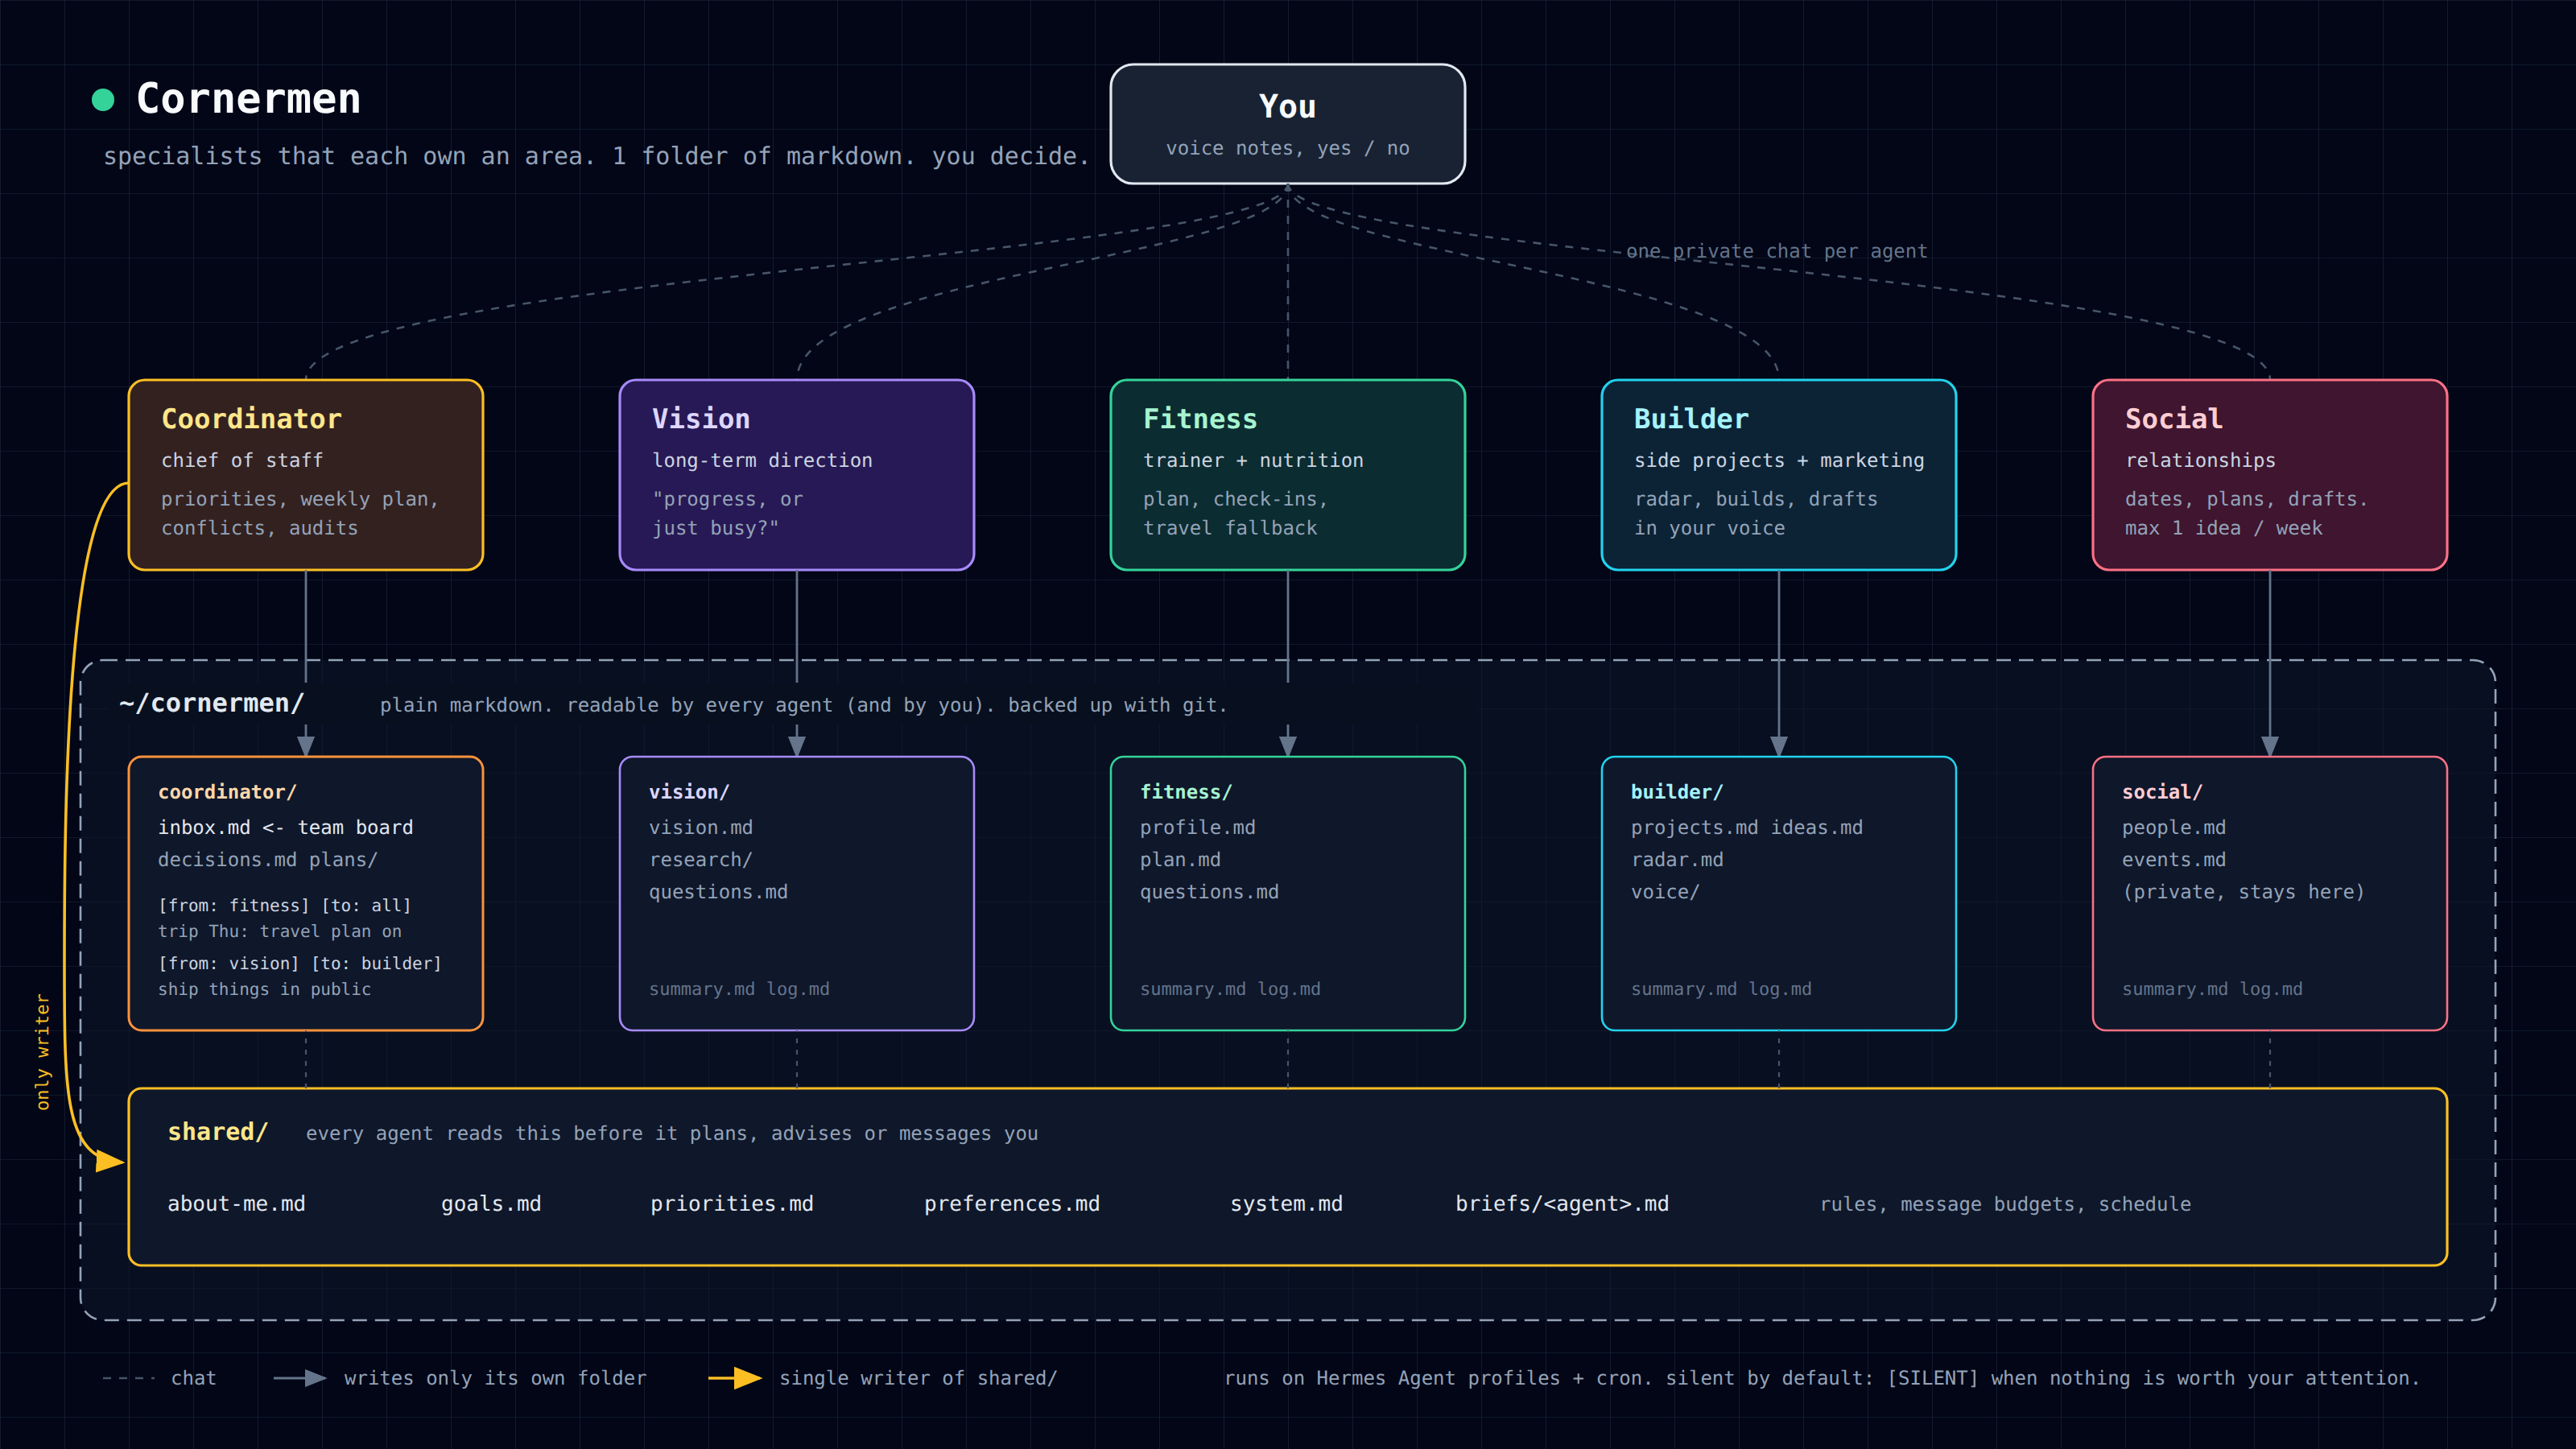 Cornermen
specialists that each own an area. 1 folder of markdown. you decide.
You
voice notes, yes / no
one private chat per agent
Coordinator
chief of staff
priorities, weekly plan,
conflicts, audits
Vision
long-term direction
"progress, or
just busy?"
Fitness
trainer + nutrition
plan, check-ins,
travel fallback
Builder
side projects + marketing
radar, builds, drafts
in your voice
Social
relationships
dates, plans, drafts.
max 1 idea / week
~/cornermen/
plain markdown. readable by every agent (and by you). backed up with git.
coordinator/
inbox.md <- team board
decisions.md plans/
[from: fitness] [to: all]
trip Thu: travel plan on
[from: vision] [to: builder]
ship things in public
vision/
vision.md
research/
questions.md
summary.md log.md
fitness/
profile.md
plan.md
questions.md
summary.md log.md
builder/
projects.md ideas.md
radar.md
voice/
summary.md log.md
social/
people.md
events.md
(private, stays here)
summary.md log.md
only writer
shared/ every agent reads this before it plans, advises or messages you
about-me.md goals.md priorities.md preferences.md system.md briefs/<agent>.md rules, message budgets, schedule
chat
writes only its own folder
single writer of shared/
runs on Hermes Agent profiles + cron. silent by default: [SILENT] when nothing is worth your attention.